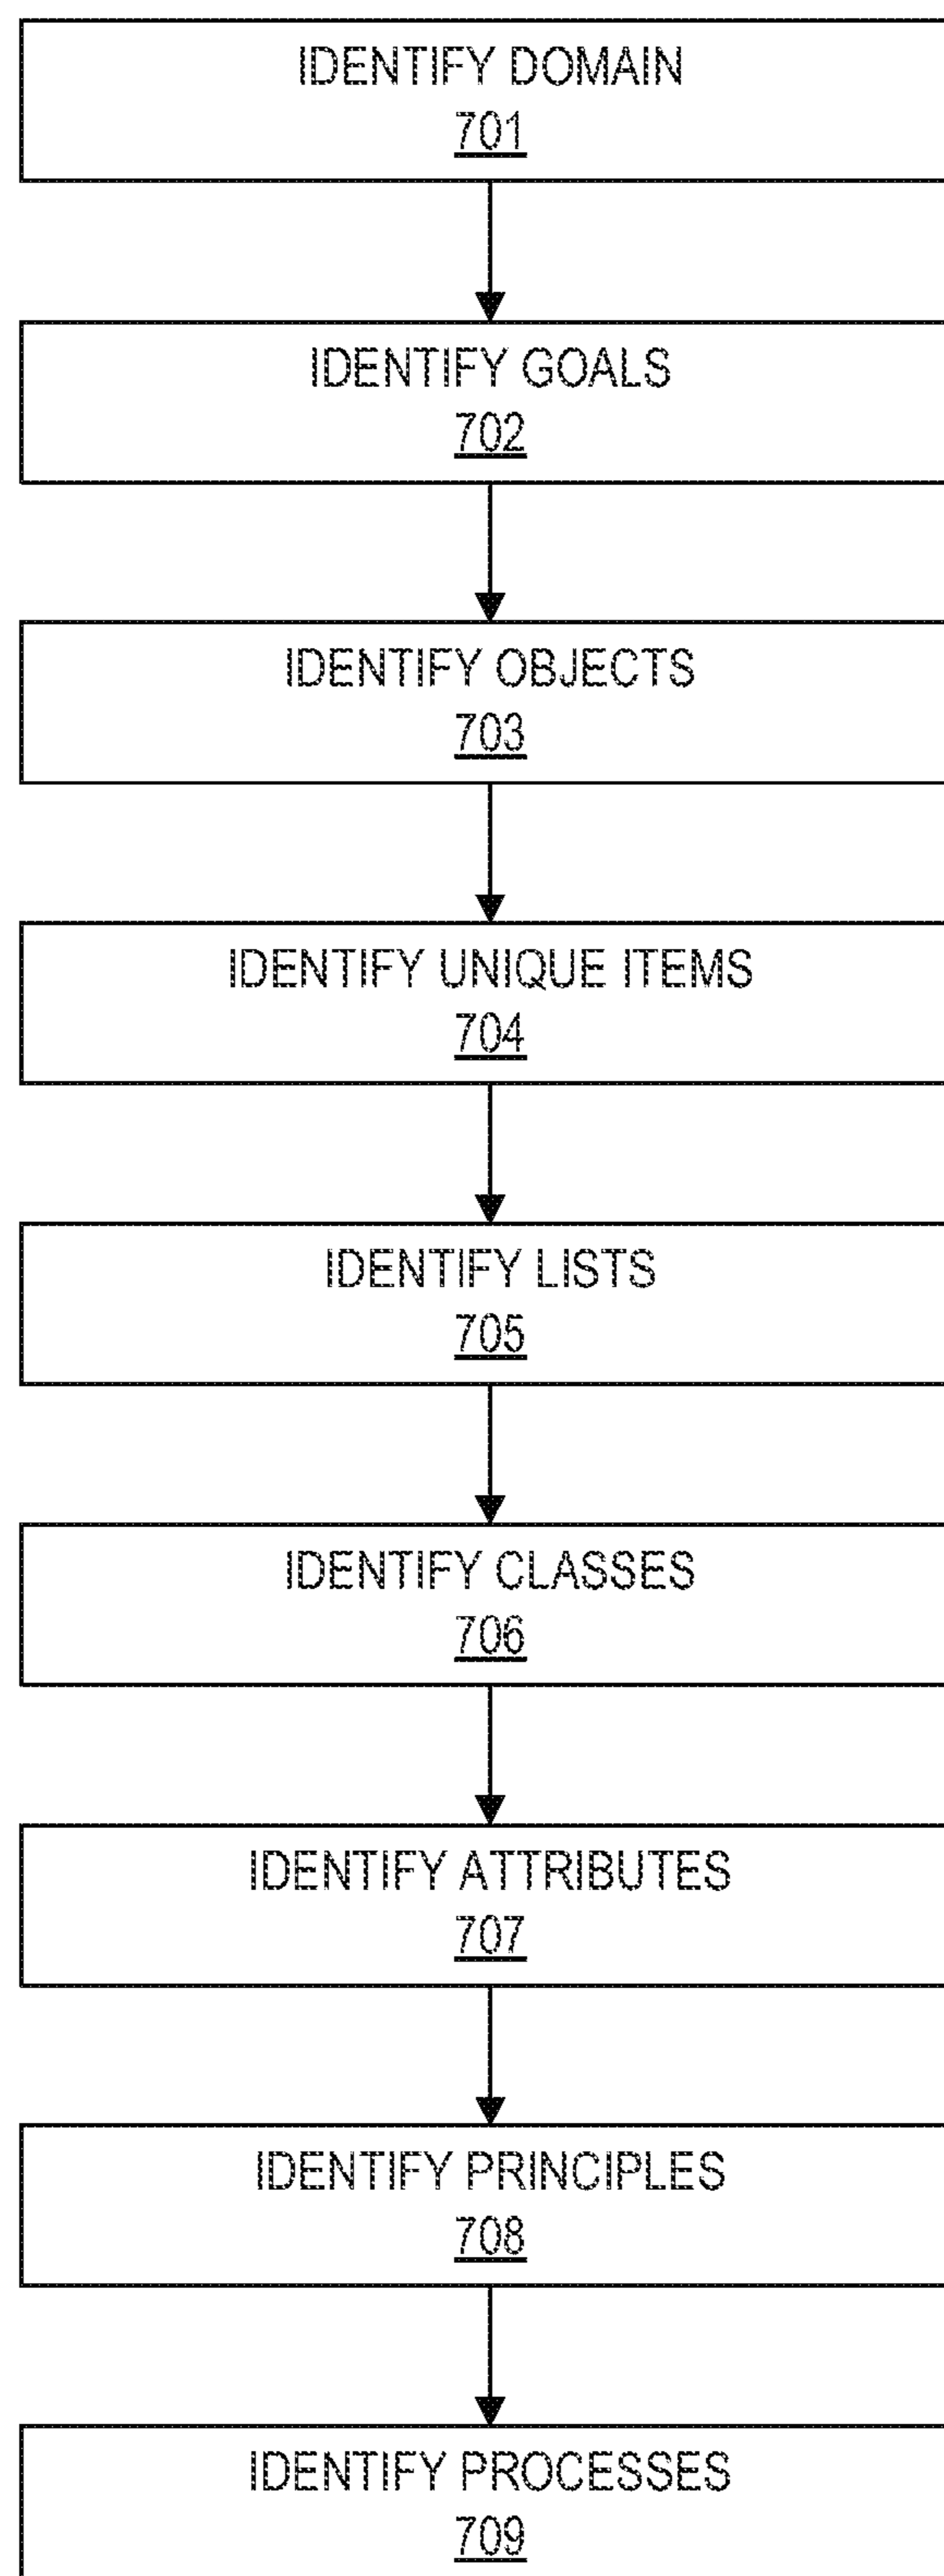 IDENTIFY DOMAIN
701
IDENTIFY GOALS
702
IDENTIFY OBJECTS
703
IDENTIFY UNIQUE ITEMS
704
IDENTIFY LISTS
705
IDENTIFY CLASSES
706
IDENTIFY ATTRIBUTES
707
IDENTIFY PRINCIPLES
708
IDENTIFY PROCESSES
709